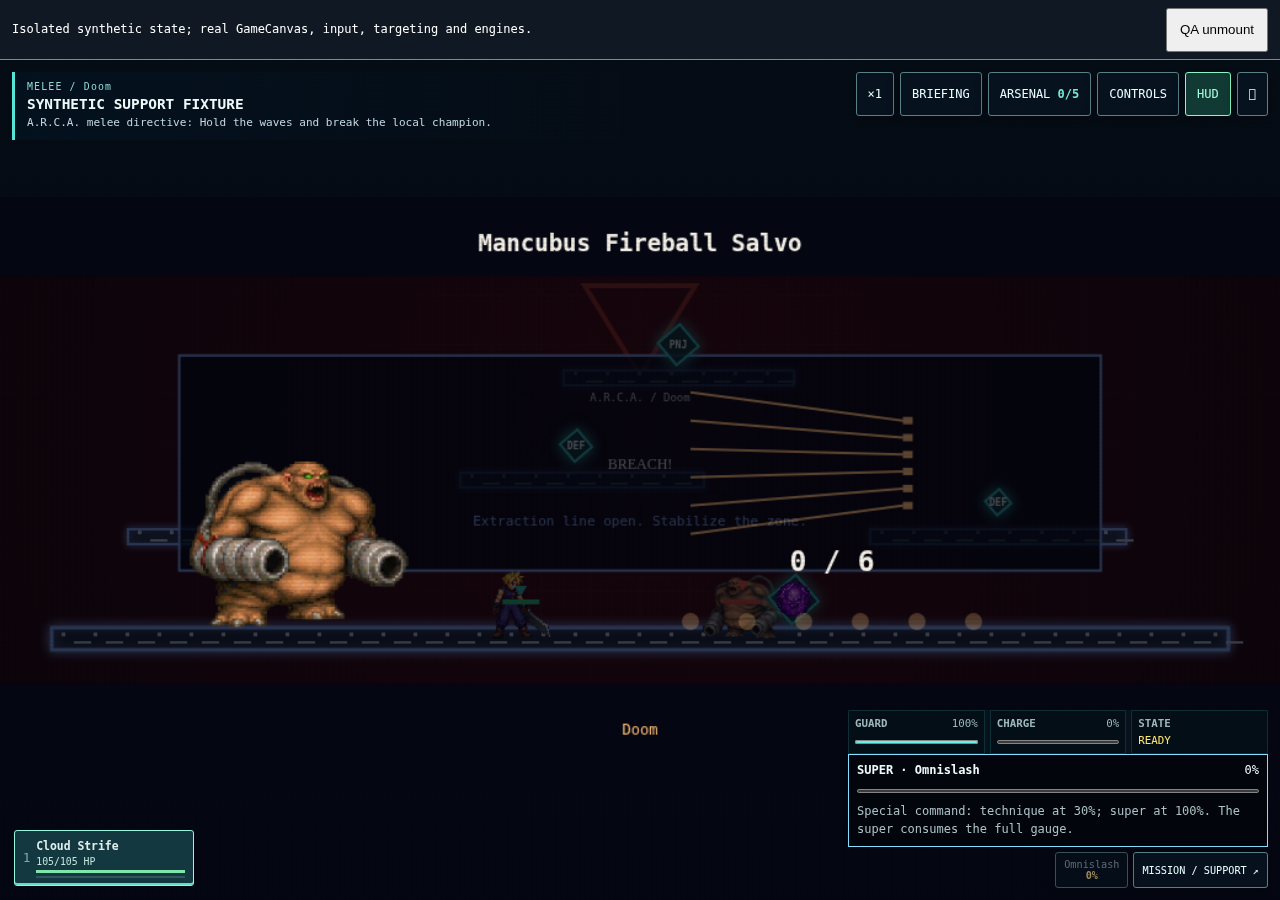 Isolated synthetic state; real GameCanvas, input, targeting and engines.
QA unmount
MELEE / Doom
SYNTHETIC SUPPORT FIXTURE
A.R.C.A. melee directive: Hold the waves and break the local champion.
×1
BRIEFING
ARSENAL 0/5
CONTROLS
HUD
Mancubus Fireball Salvo
PNJ
A.R.C.A. / Doom
DEF
BREACH!
DEF
Extraction line open. Stabilize the zone.
0 / 6
Doom
GUARD 100%
CHARGE 0%
STATE
READY
SUPER · Omnislash 0%
Special command: technique at 30%; super at 100%. The
super consumes the full gauge.
1
Cloud Strife
105/105 HP
Omnislash
0%
MISSION / SUPPORT ↗